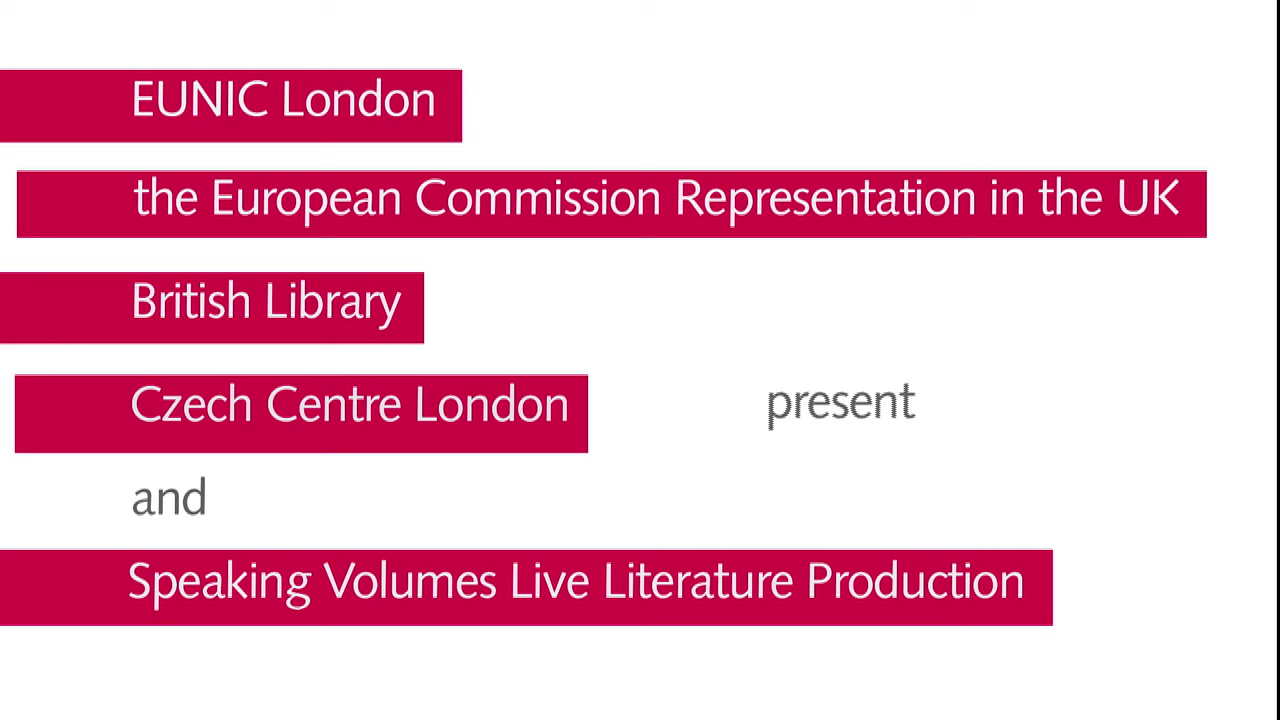 EUNIC London
the European Commission Representation in the UK
British Library
Czech Centre London
present
and
Speaking Volumes Live Literature Production